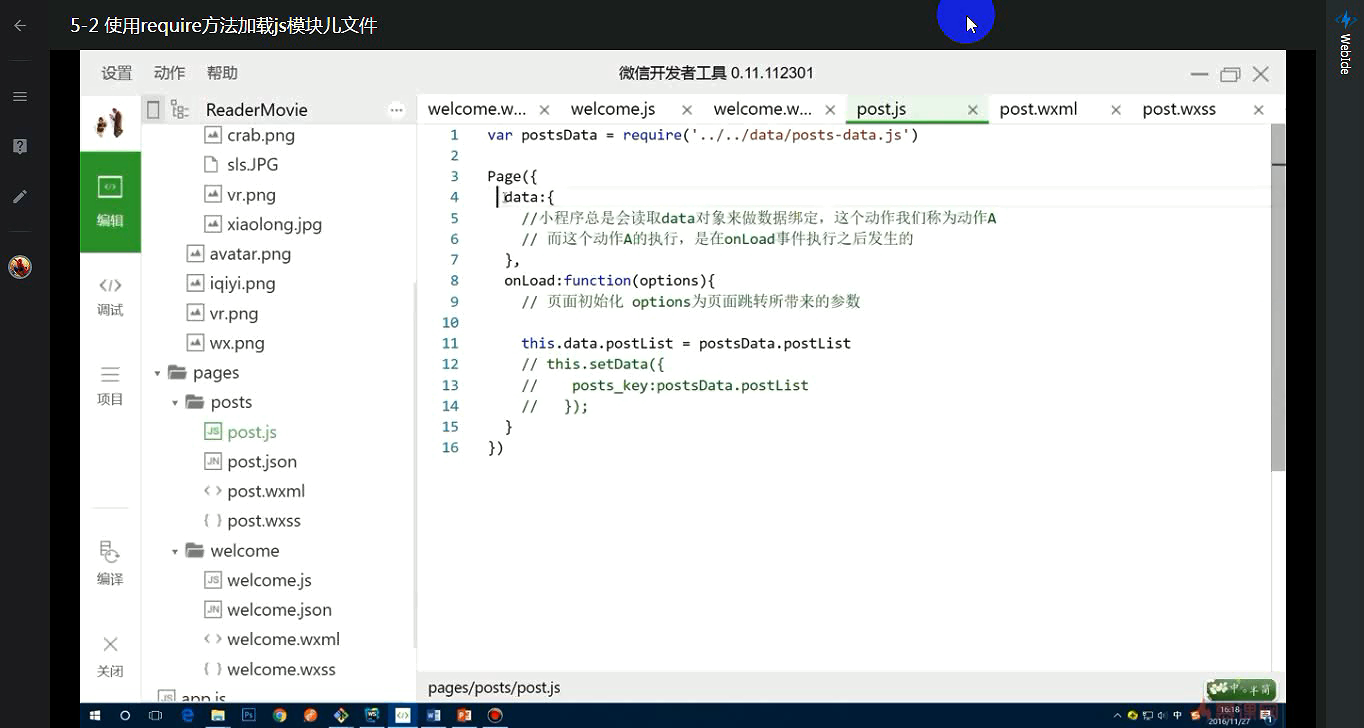 5-2 使用require方法加载js模块儿文件
WebIde
设置 动作 帮助
微信开发者工具 0.11.112301
ReaderMovie
welcome.w... welcome.js welcome.w... post.js post.wxml post.wxss
编辑
调试
项目
编译
关闭
crab.png
sls.JPG
vr.png
xiaolong.jpg
avatar.png
iqiyi.png
vr.png
wx.png
pages
posts
JS post.js
JN post.json
post.wxml
post.wxss
welcome
JS welcome.js
JN welcome.json
welcome.wxml
welcome.wxss
JS app.js
1 var postsData = require('../../data/posts-data.js')
2
3 Page({
4 data:{
5 //小程序总是会读取data对象来做数据绑定，这个动作我们称为动作A
6 // 而这个动作A的执行，是在onLoad事件执行之后发生的
7 },
8 onLoad:function(options){
9 // 页面初始化 options为页面跳转所带来的参数
10
11 this.data.postList = postsData.postList
12 // this.setData({
13 // posts_key:postsData.postList
14 // });
15 }
16 })
pages/posts/post.js
中 半 简
中
16:18
2016/11/27